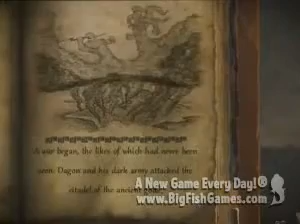 A war began, the likes of which had never been
seen. Dagon and his dark army attacked the
citadel of the ancient
A New Game Every Day!®
www.BigFishGames.com